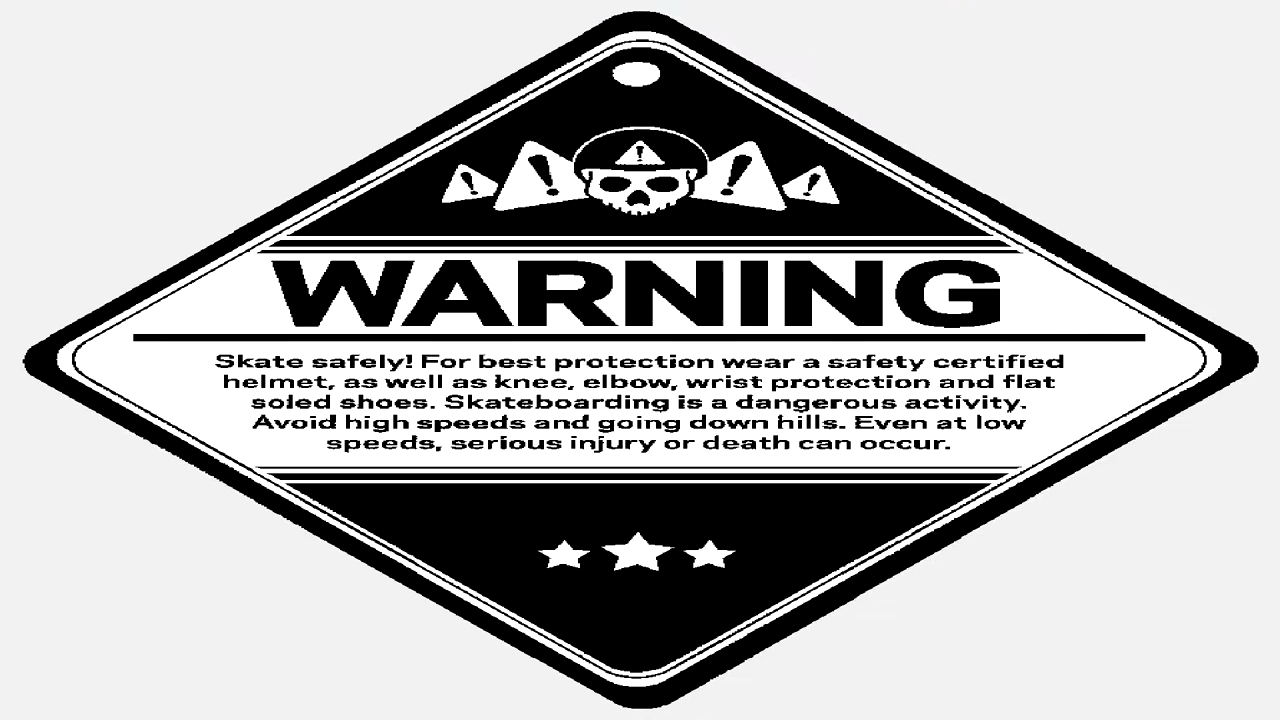 WARNING
Skate safely! For best protection wear a safety certified
helmet, as well as knee, elbow, wrist protection and flat
soled shoes. Skateboarding is a dangerous activity.
Avoid high speeds and going down hills. Even at low
speeds, serious injury or death can occur.